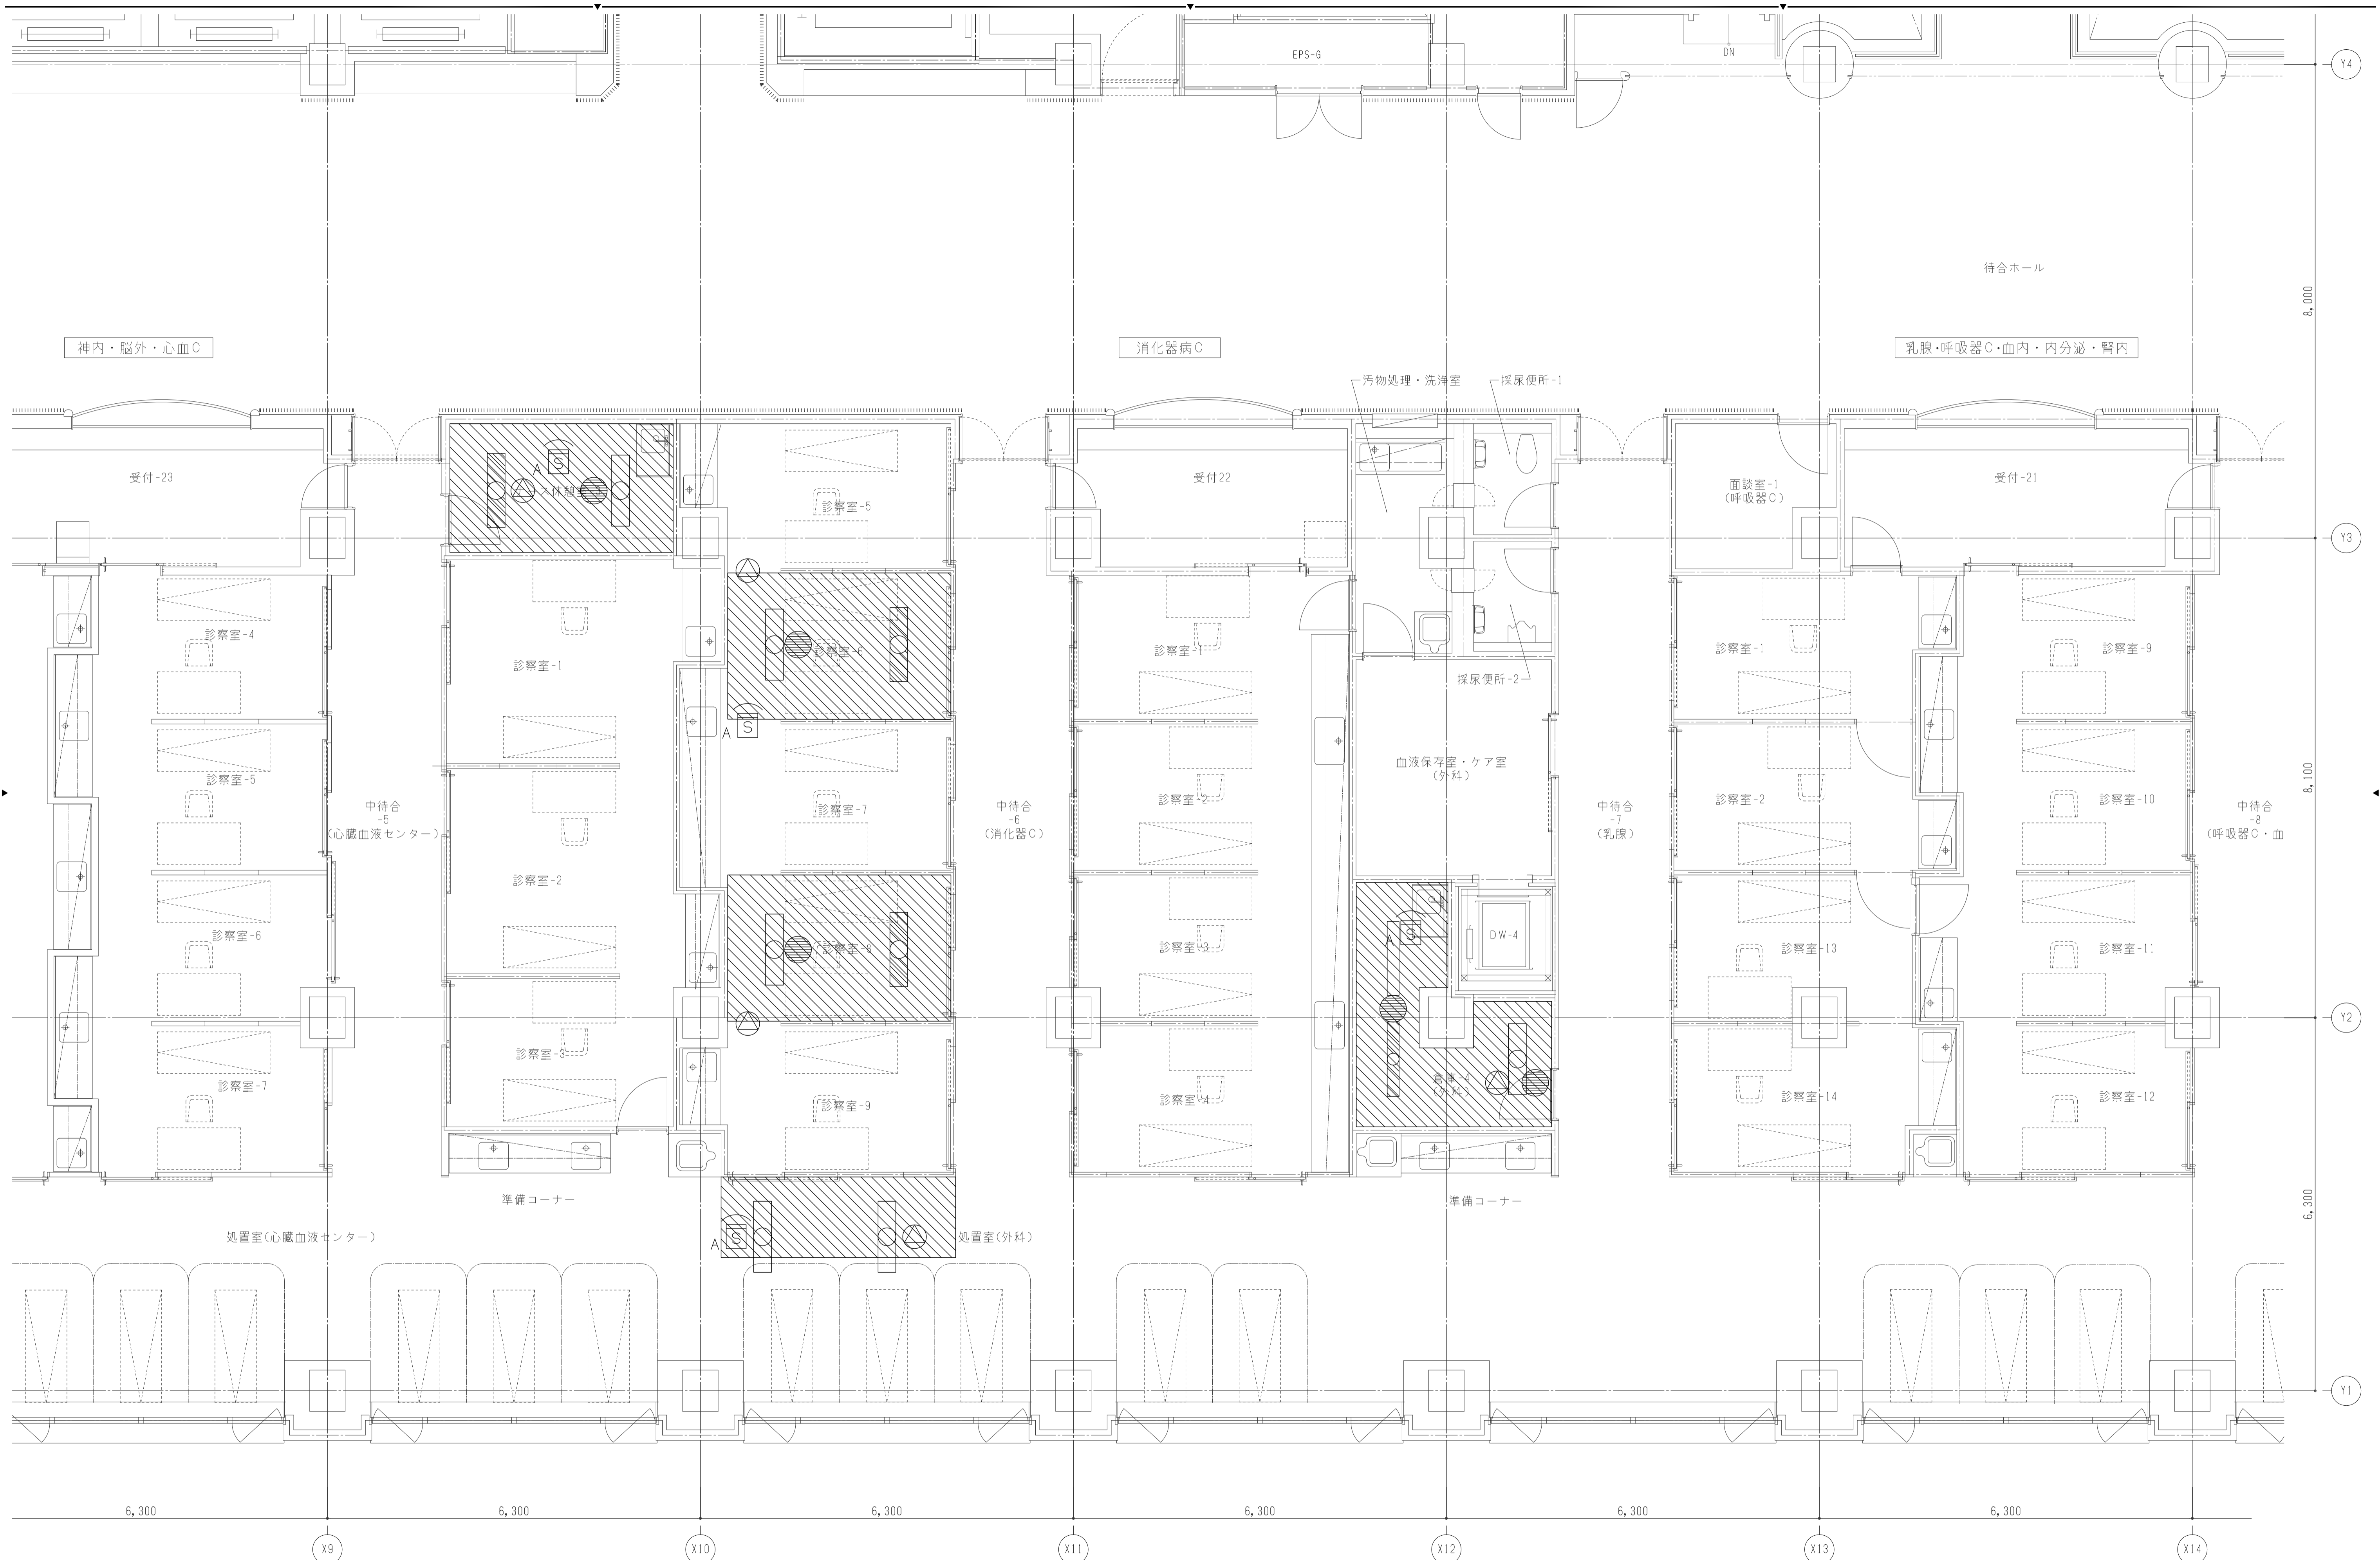 EPS-G
DN
Y4
待合ホール
8,000
神内・脳外・心血C
消化器病C
乳腺・呼吸器C・血内・内分泌・腎内
汚物処理・洗浄室
採尿便所-1
受付-23
A
S
診察室-5
受付22
面談室-1
(呼吸器C)
受付-21
Y3
診察室-4
診察室-1
診察室-6
診察室-1
採尿便所-2
診察室-1
診察室-9
A
S
診察室-5
中待合
-5
(心臓血液センター)
診察室-7
中待合
-6
(消化器C)
診察室-2
血液保存室・ケア室
(外科)
中待合
-7
(乳腺)
診察室-2
診察室-10
中待合
-8
(呼吸器C・血
8,100
診察室-2
診察室-6
診察室-8
診察室-3
A
S
DW-4
診察室-13
診察室-11
Y2
診察室-3
診察室-7
診察室-9
診察室-4
倉庫-4
(外科)
診察室-14
診察室-12
準備コーナー
準備コーナー
6,300
処置室(心臓血液センター)
A
S
処置室(外科)
Y1
6,300
6,300
6,300
6,300
6,300
6,300
X9
X10
X11
X12
X13
X14